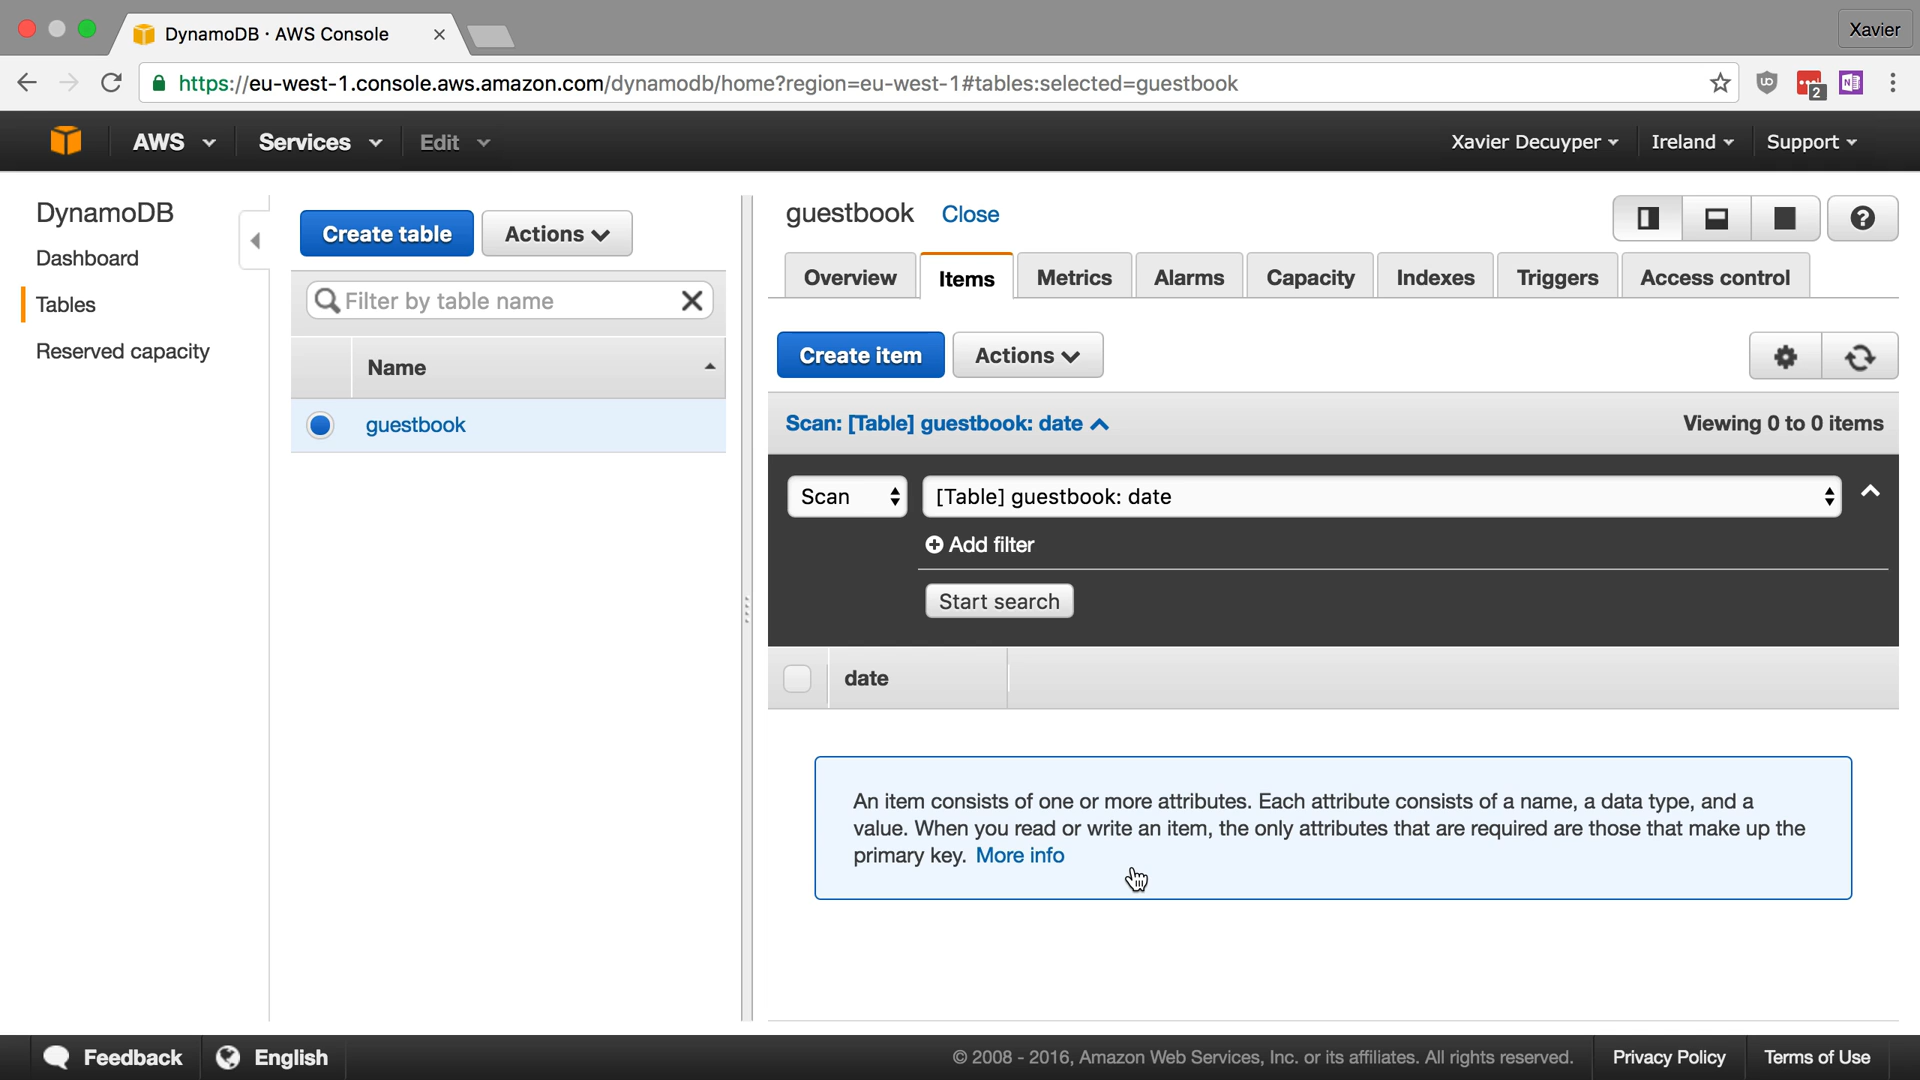 DynamoDB · AWS Console
Xavier
https://eu-west-1.console.aws.amazon.com/dynamodb/home?region=eu-west-1#tables:selected=guestbook
2
AWS
Services
Edit
Xavier Decuyper
Ireland
Support
DynamoDB
Dashboard
Tables
Reserved capacity
Create table
Actions
Filter by table name
Name
guestbook
guestbook
Close
Overview
Items
Metrics
Alarms
Capacity
Indexes
Triggers
Access control
Create item
Actions
Scan: [Table] guestbook: date
Viewing 0 to 0 items
Scan
[Table] guestbook: date
Add filter
Start search
date
An item consists of one or more attributes. Each attribute consists of a name, a data type, and a
value. When you read or write an item, the only attributes that are required are those that make up the
primary key. More info
Feedback
English
© 2008 - 2016, Amazon Web Services, Inc. or its affiliates. All rights reserved.
Privacy Policy
Terms of Use